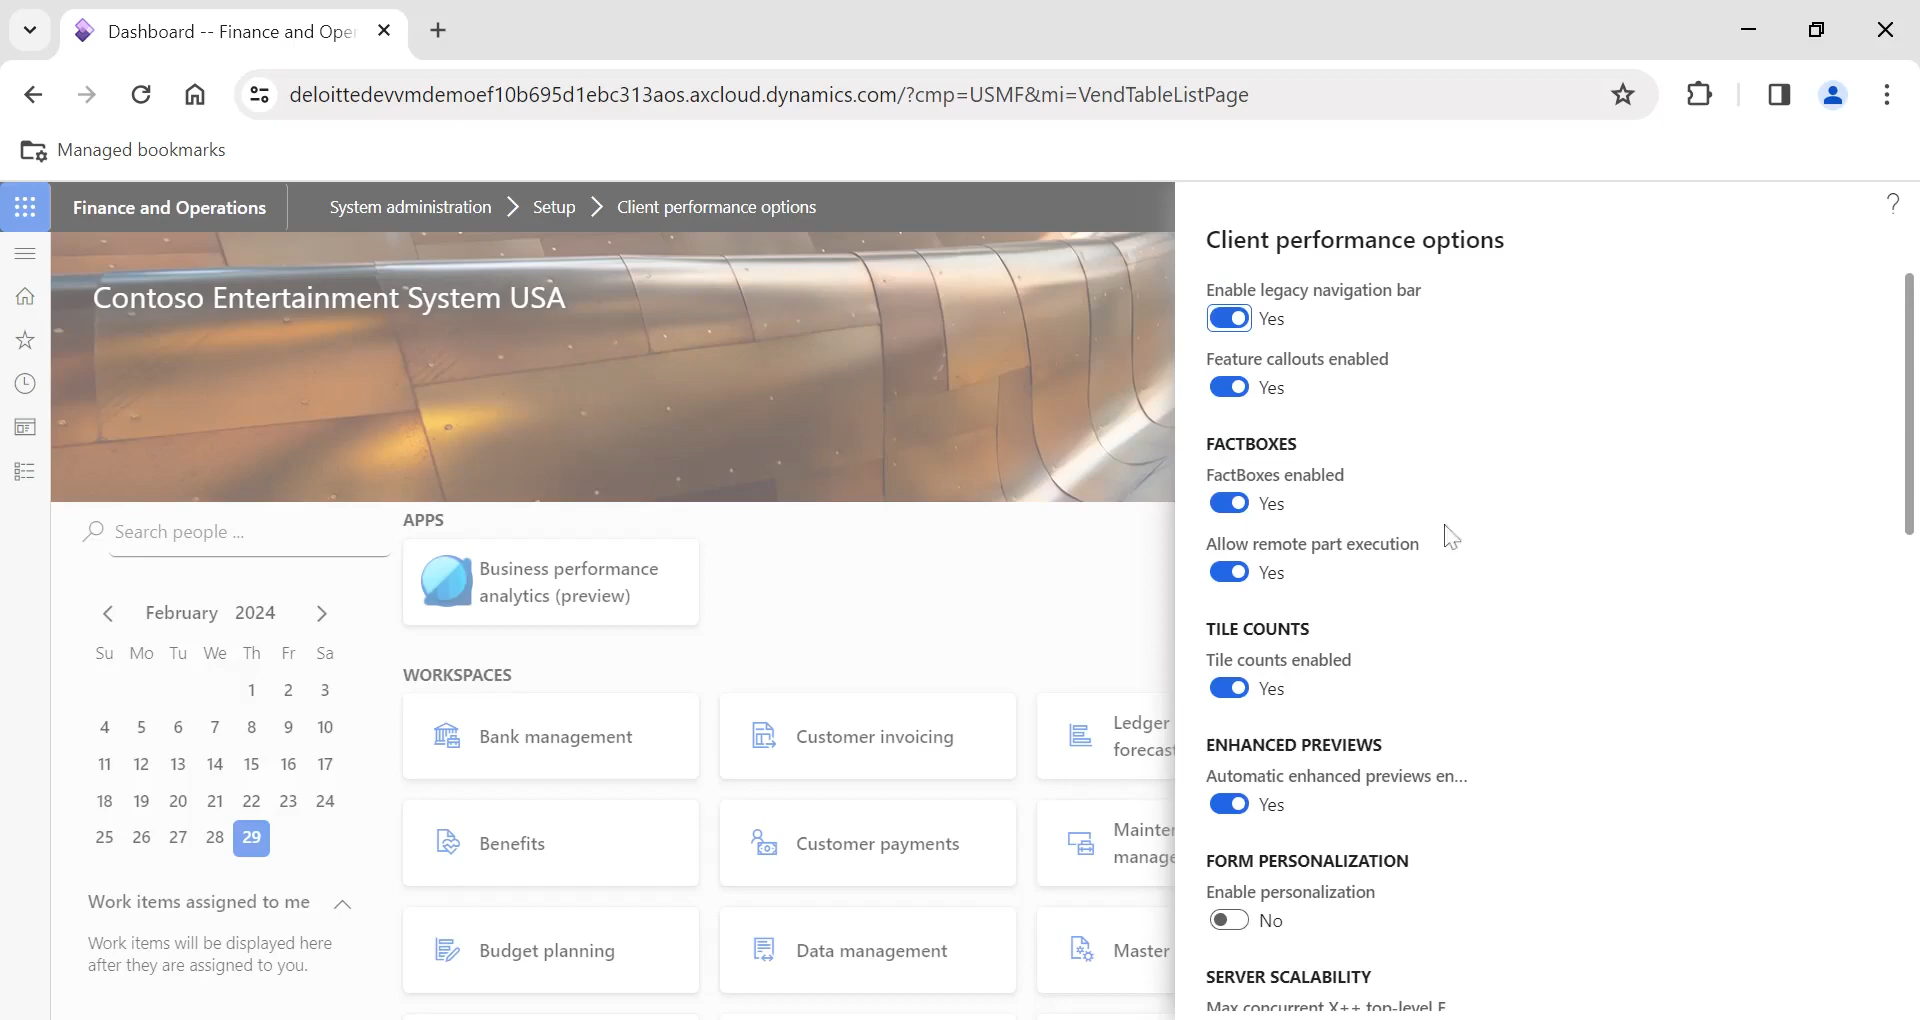 Dashboard -- Finance and Oper
deloittedevvmdemoef10b695d1ebc313aos.axcloud.dynamics.com/?cmp=USMF&mi=VendTableListPage
Managed bookmarks
Finance and Operations
System administration
Setup
Client performance options
Contoso Entertainment System USA
Search people ...
February 2024
Su Mo Tu We Th Fr Sa
1 2 3
4 5 6 7 8 9 10
11 12 13 14 15 16 17
18 19 20 21 22 23 24
25 26 27 28 29
Work items assigned to me
Work items will be displayed here
after they are assigned to you.
APPS
Business performance
analytics (preview)
WORKSPACES
Bank management
Customer invoicing
Ledger
forecas
Benefits
Customer payments
Mainte
manage
Budget planning
Data management
Master
?
Client performance options
Enable legacy navigation bar
Yes
Feature callouts enabled
Yes
FACTBOXES
FactBoxes enabled
Yes
Allow remote part execution
Yes
TILE COUNTS
Tile counts enabled
Yes
ENHANCED PREVIEWS
Automatic enhanced previews en...
Yes
FORM PERSONALIZATION
Enable personalization
No
SERVER SCALABILITY
Max concurrent X++ top-level